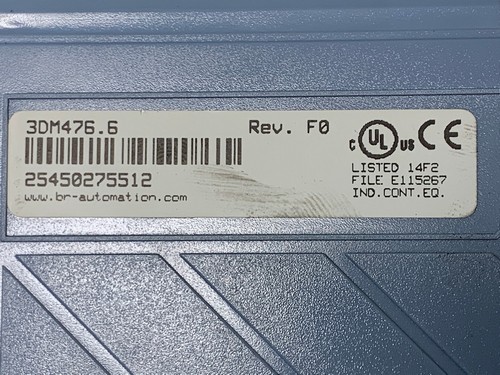 3DM476.6 Rev. F0
25450275512
www.br-automation.com
c UL US CE
LISTED 14F2
FILE E115267
IND.CONT.EQ.